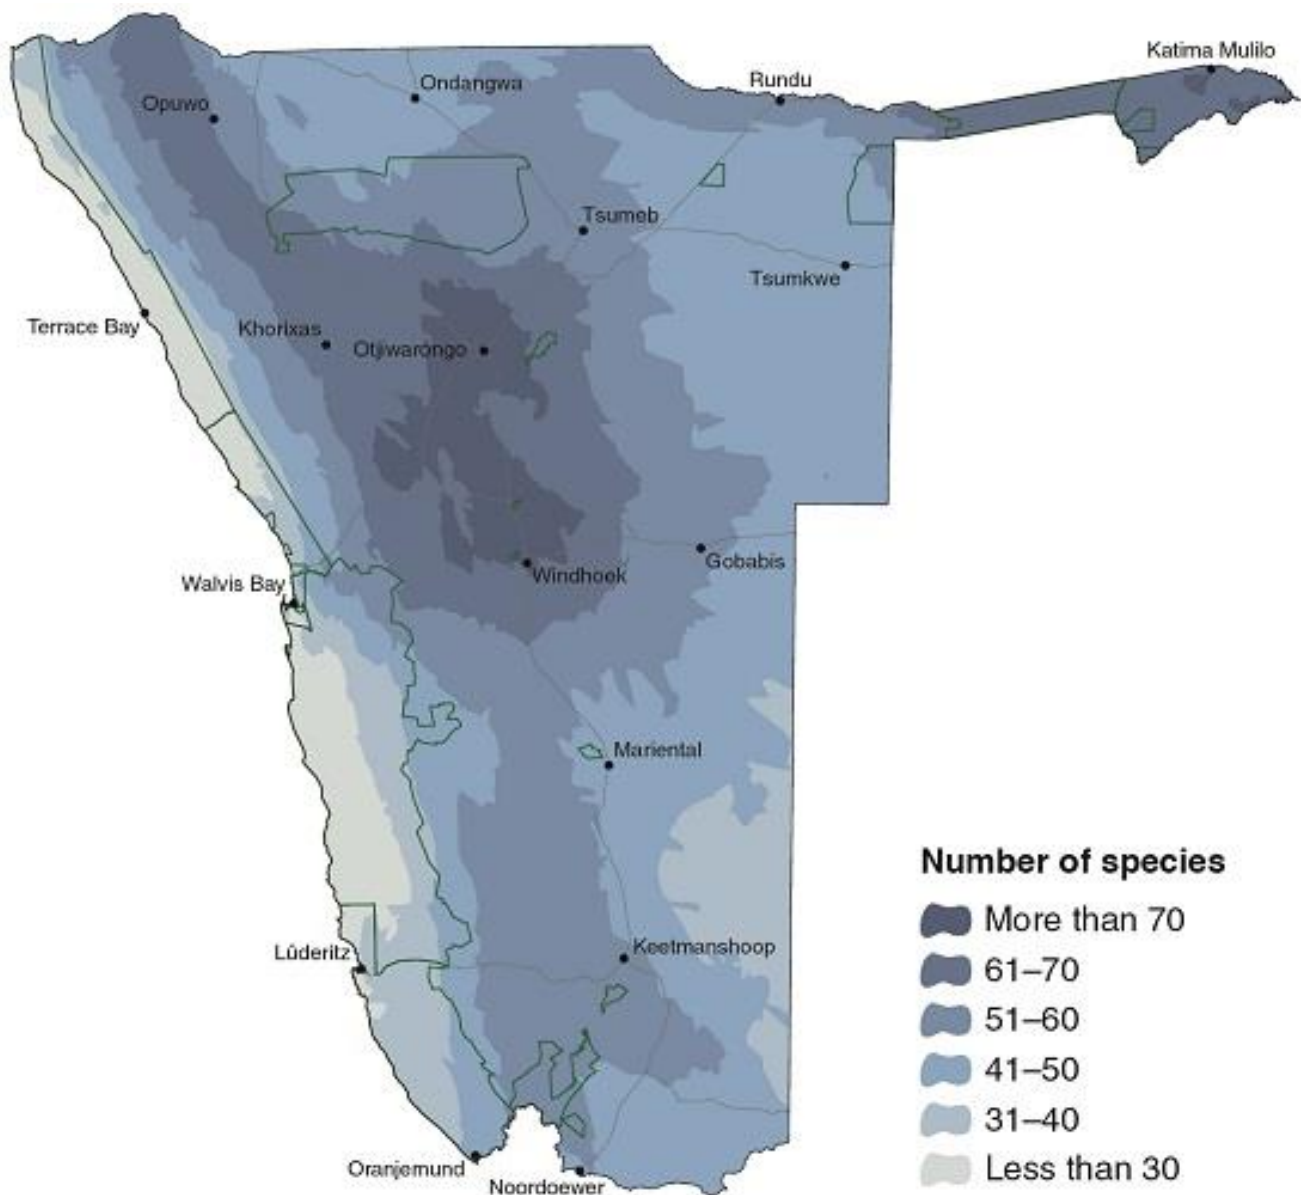 Katima Mulilo
Rundu
Ondangwa
Opuwo
Tsumeb
Tsumkwe
Terrace Bay
Khorixas
Otjiwarongo
Gobabis
Windhoek
Walvis Bay
Mariental
Keetmanshoop
Lûderitz
Oranjemund
Noordoewer
Number of species
More than 70
61–70
51–60
41–50
31–40
Less than 30